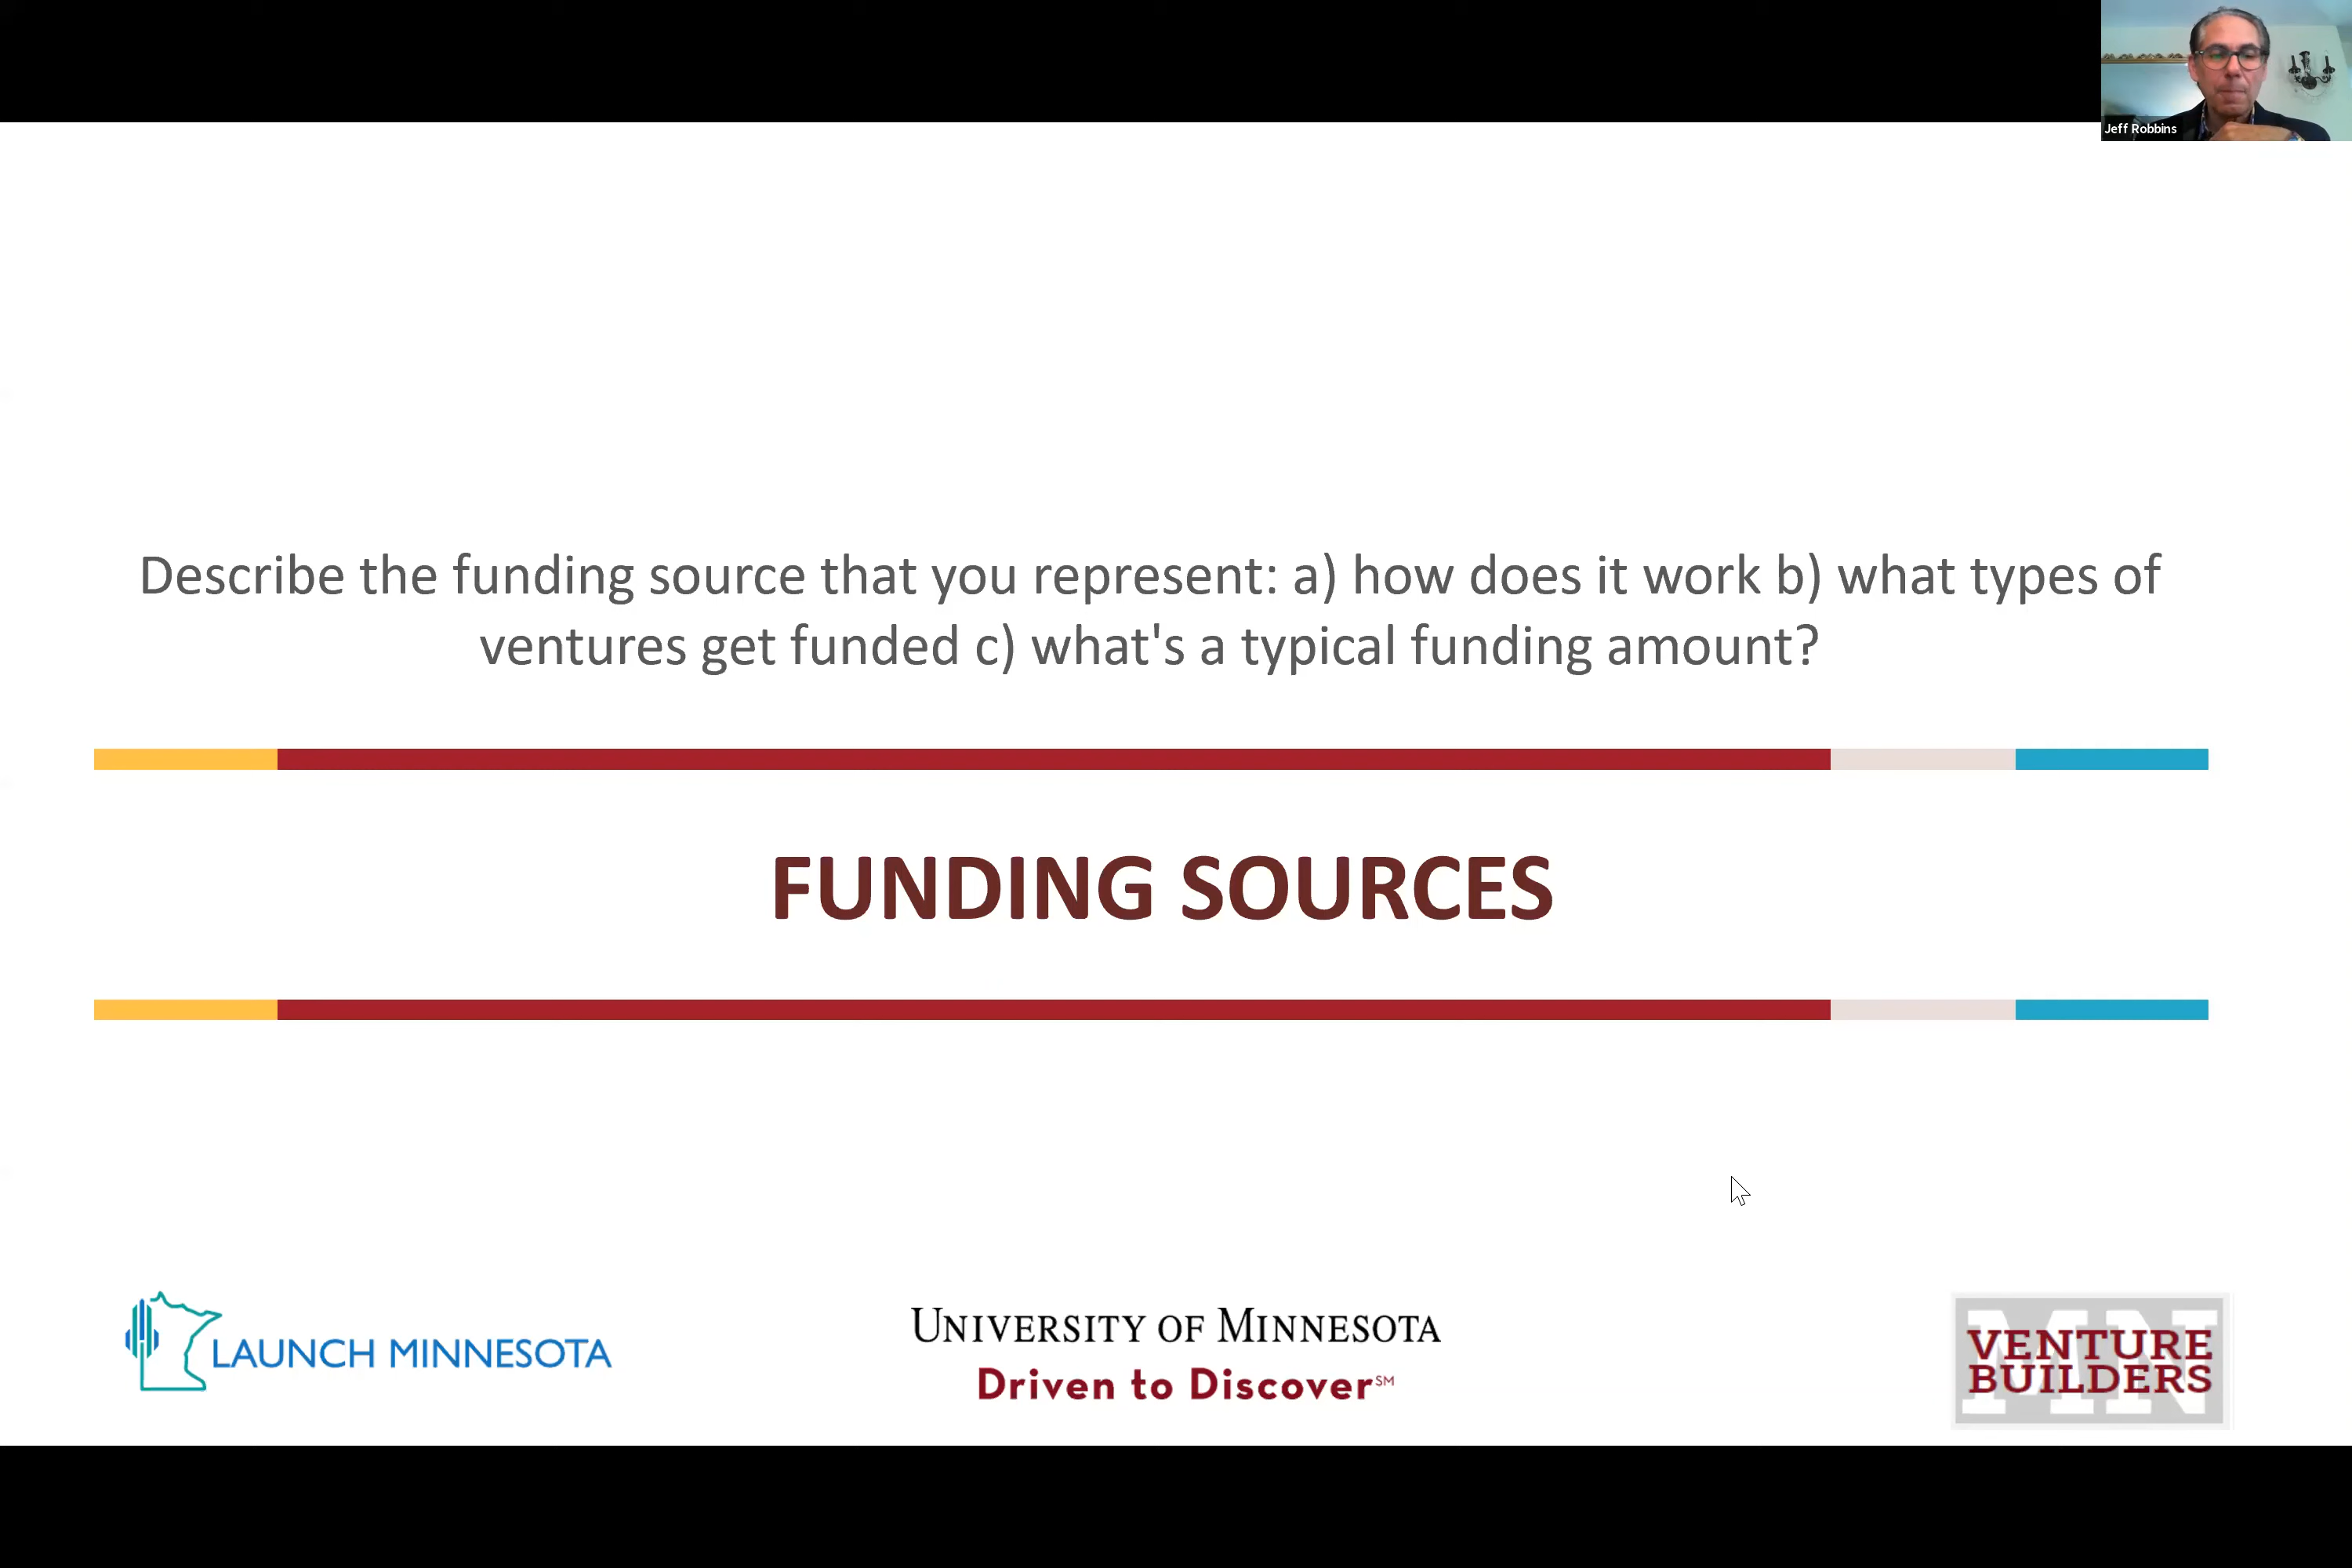 Jeff Robbins
Describe the funding source that you represent: a) how does it work b) what types of
ventures get funded c) what's a typical funding amount?
FUNDING SOURCES
LAUNCH MINNESOTA
UNIVERSITY OF MINNESOTA
Driven to Discover℠
MN
VENTURE
BUILDERS